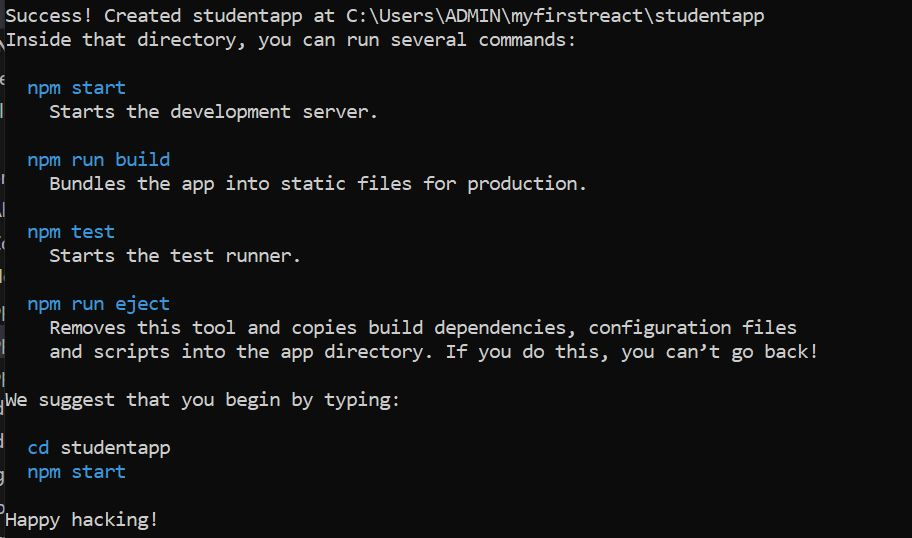 Success! Created studentapp at C:\Users\ADMIN\myfirstreact\studentapp
Inside that directory, you can run several commands:
npm start
Starts the development server.
npm run build
Bundles the app into static files for production.
npm test
Starts the test runner.
npm run eject
Removes this tool and copies build dependencies, configuration files
and scripts into the app directory. If you do this, you can’t go back!
We suggest that you begin by typing:
cd studentapp
npm start
Happy hacking!